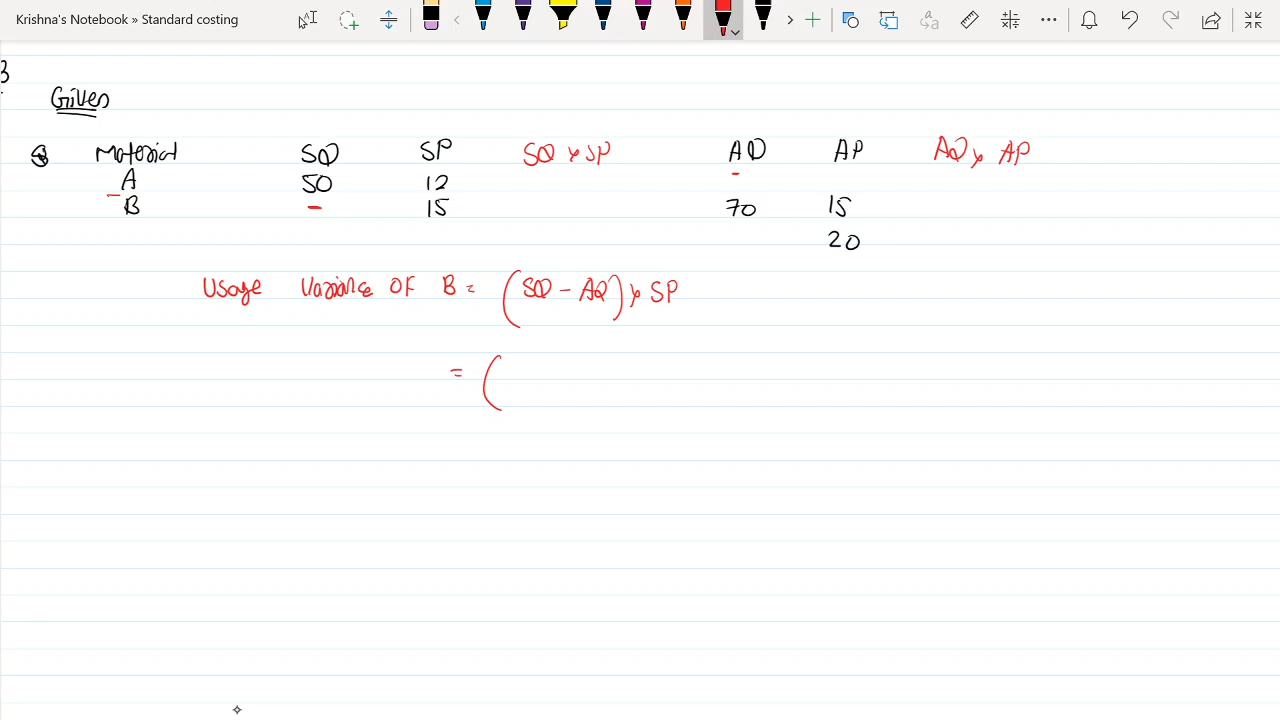 Krishna's Notebook » Standard costing
Given
Material SQ SP SQ x SP AQ AP AQ x AP
A 50 12 -
B - 15 70 15
20
Usage Variance OF B = (SQ - AQ) x SP
= (